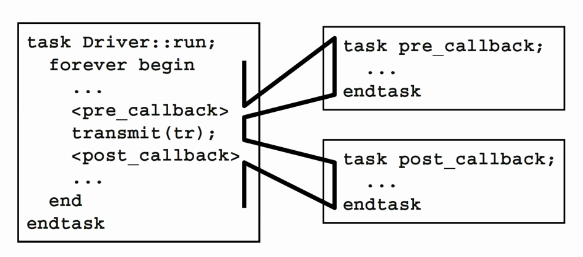 task Driver::run;
forever begin
...
<pre_callback>
transmit(tr);
<post_callback>
...
end
endtask
task pre_callback;
...
endtask
task post_callback;
...
endtask